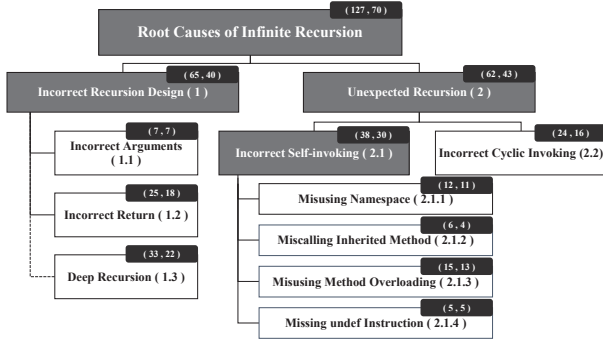 ( 127 , 70 )
Root Causes of Infinite Recursion
( 65 , 40 )
Incorrect Recursion Design ( 1 )
( 62 , 43 )
Unexpected Recursion ( 2 )
( 7 , 7 )
Incorrect Arguments
( 1.1 )
( 25 , 18 )
Incorrect Return ( 1.2 )
( 33 , 22 )
Deep Recursion ( 1.3 )
( 38 , 30 )
Incorrect Self-invoking ( 2.1 )
( 24 , 16 )
Incorrect Cyclic Invoking (2.2)
( 12 , 11 )
Misusing Namespace ( 2.1.1 )
( 6 , 4 )
Miscalling Inherited Method ( 2.1.2 )
( 15 , 13 )
Misusing Method Overloading ( 2.1.3 )
( 5 , 5 )
Missing undef Instruction ( 2.1.4 )